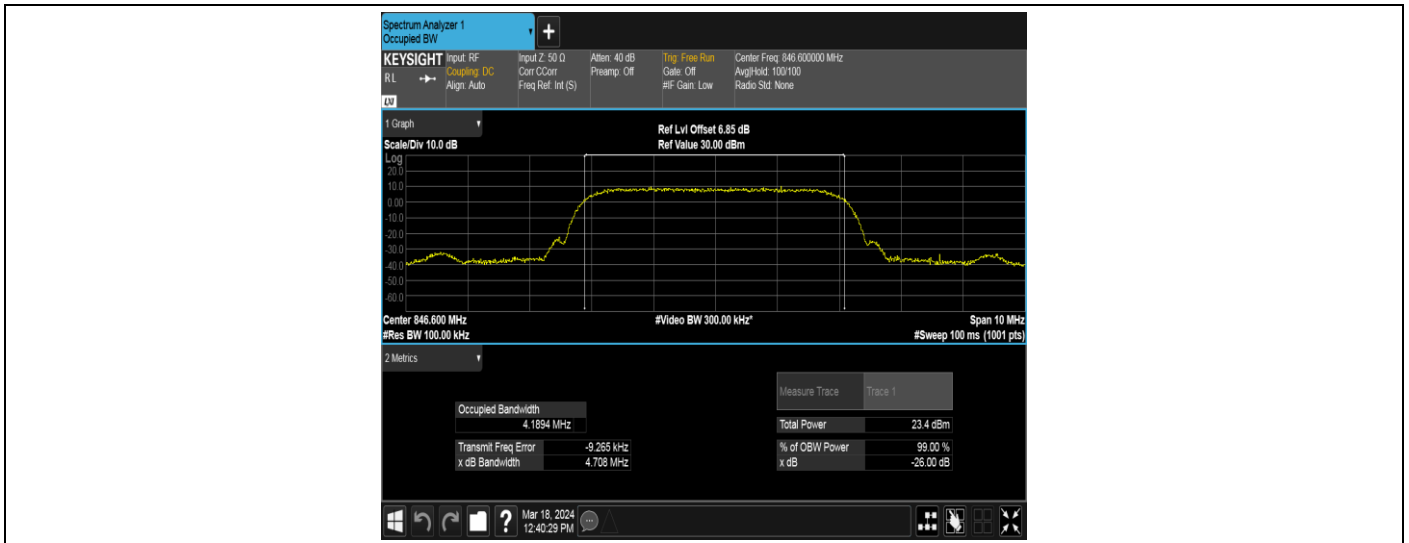 Spectrum Analyzer 1
Occupied BW
+
KEYSIGHT
RL
LXI
Input: RF
Coupling: DC
Align: Auto
Input Z: 50 Ω
Corr CCorr
Freq Ref: Int (S)
Atten: 40 dB
Preamp: Off
Trig: Free Run
Gate: Off
#IF Gain: Low
Center Freq: 846.600000 MHz
Avg|Hold: 100/100
Radio Std: None
1 Graph
Scale/Div 10.0 dB
Ref Lvl Offset 6.85 dB
Ref Value 30.00 dBm
Log
20.0
10.0
0.00
-10.0
-20.0
-30.0
-40.0
-50.0
-60.0
Center 846.600 MHz
#Res BW 100.00 kHz
#Video BW 300.00 kHz*
Span 10 MHz
#Sweep 100 ms (1001 pts)
2 Metrics
Measure Trace Trace 1
Occupied Bandwidth
4.1894 MHz
Total Power 23.4 dBm
Transmit Freq Error -9.265 kHz
% of OBW Power 99.00 %
x dB Bandwidth 4.708 MHz
x dB -26.00 dB
?
Mar 18, 2024
12:40:29 PM